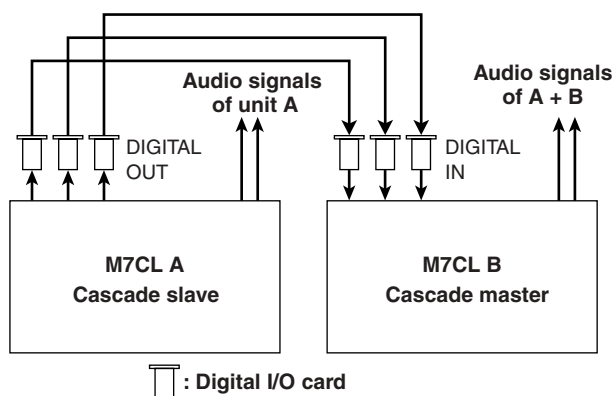 Audio signals
of unit A
Audio signals
of A + B
DIGITAL
OUT
DIGITAL
IN
M7CL A
Cascade slave
M7CL B
Cascade master
: Digital I/O card